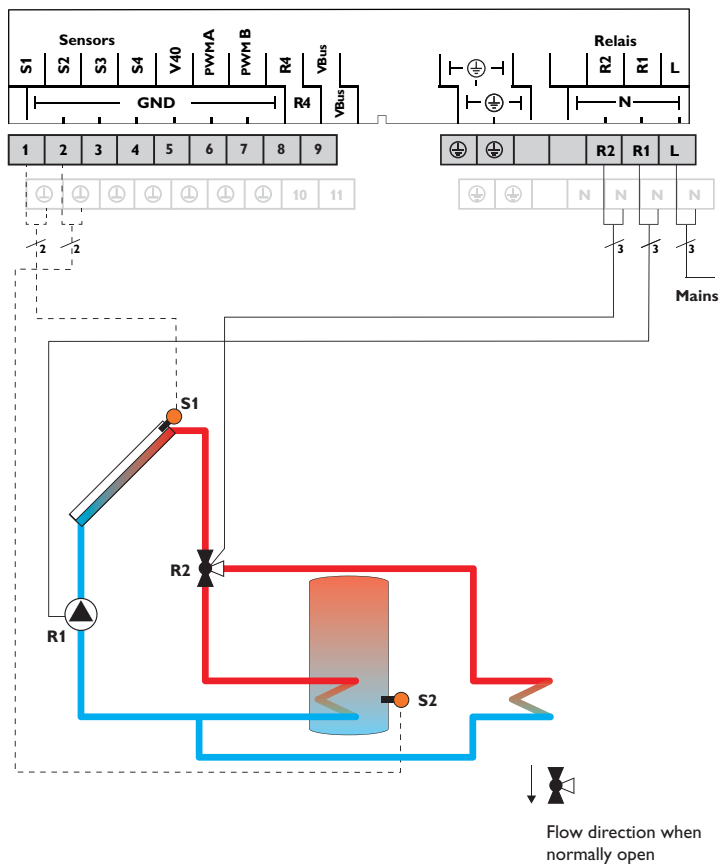 Sensors
Relais
S1 S2 S3 S4 V40 PWMA PWM B R4 VBus R2 R1 L
GND R4 VBus N
1 2 3 4 5 6 7 8 9 R2 R1 L
10 11 N N N N
2 2 3 3 3
Mains
S1
R2
R1
S2
Flow direction when
normally open